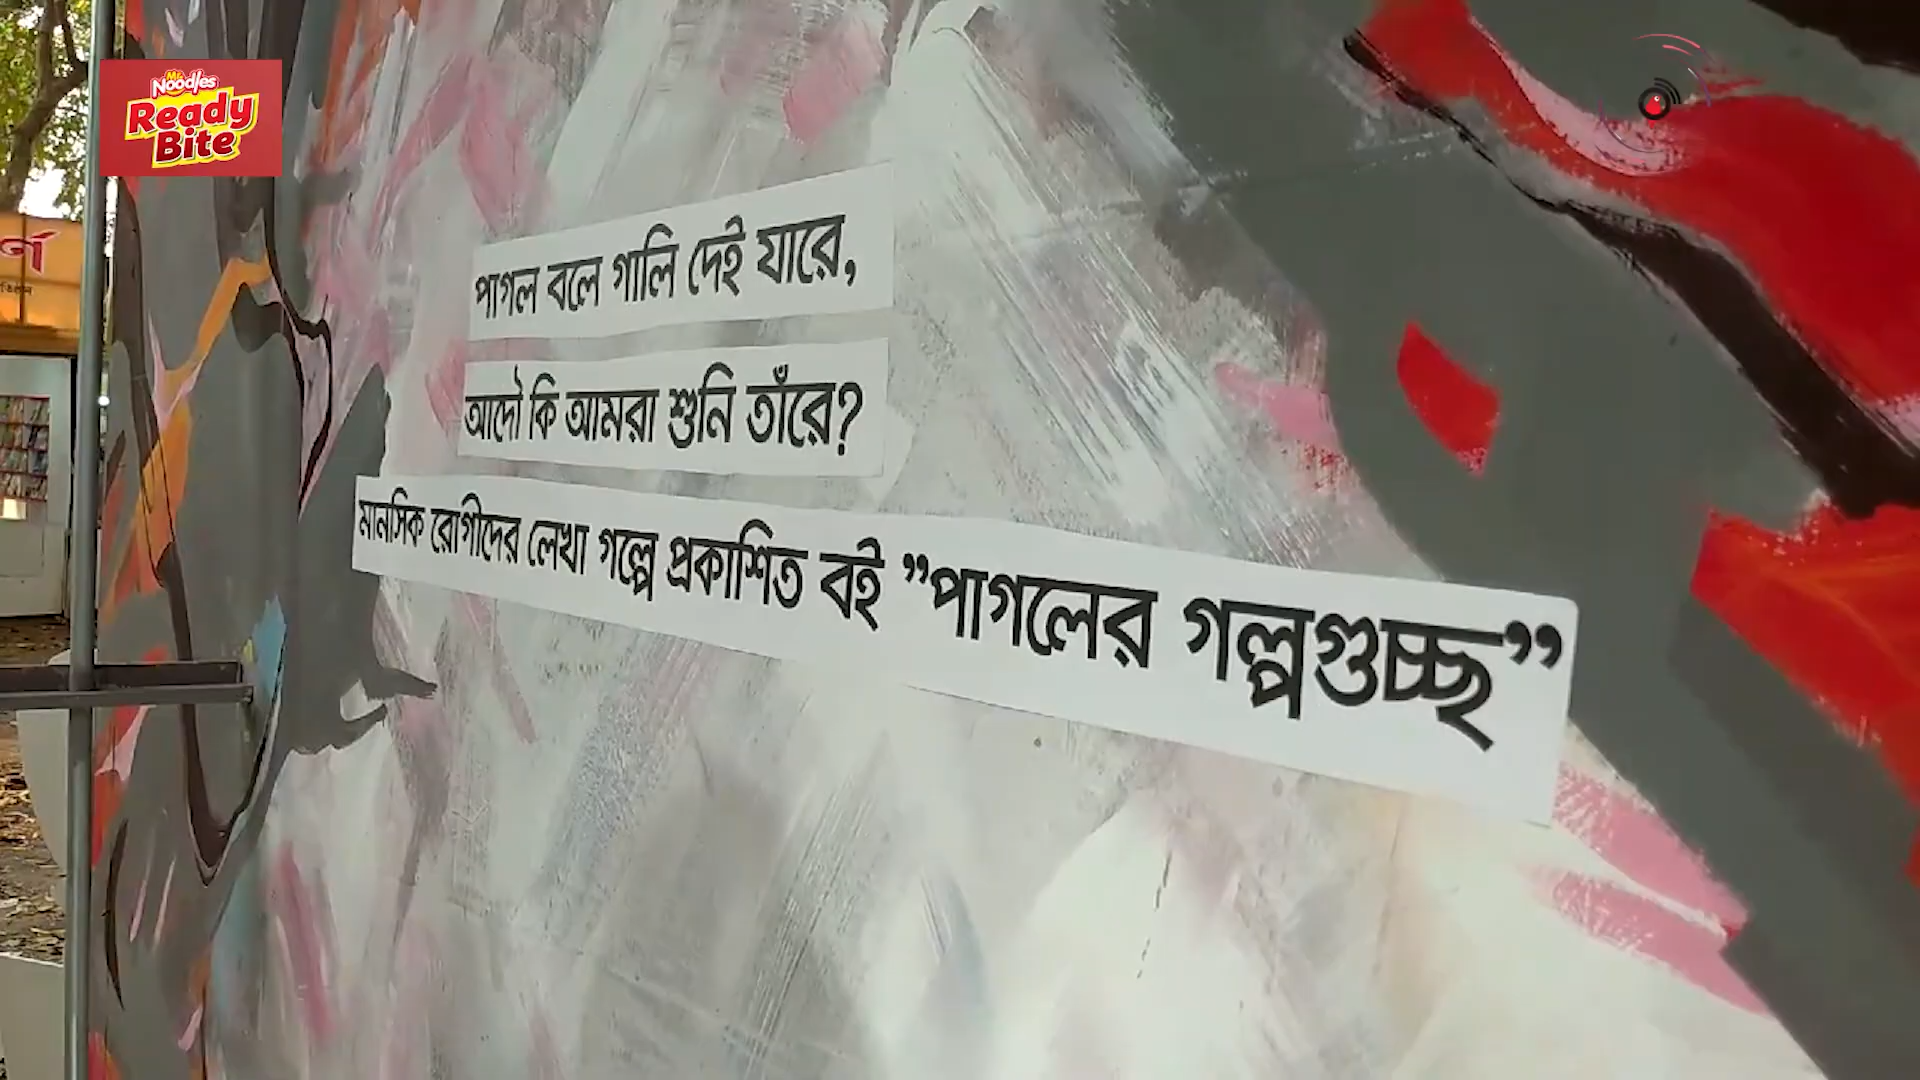 Mr. Noodles
Ready
Bite
পাগল বলে গালি দেই যারে,
আদৌ কি আমরা শুনি তাঁরে?
মানসিক রোগীদের লেখা গল্পে প্রকাশিত বই ”পাগলের গল্পগুচ্ছ”